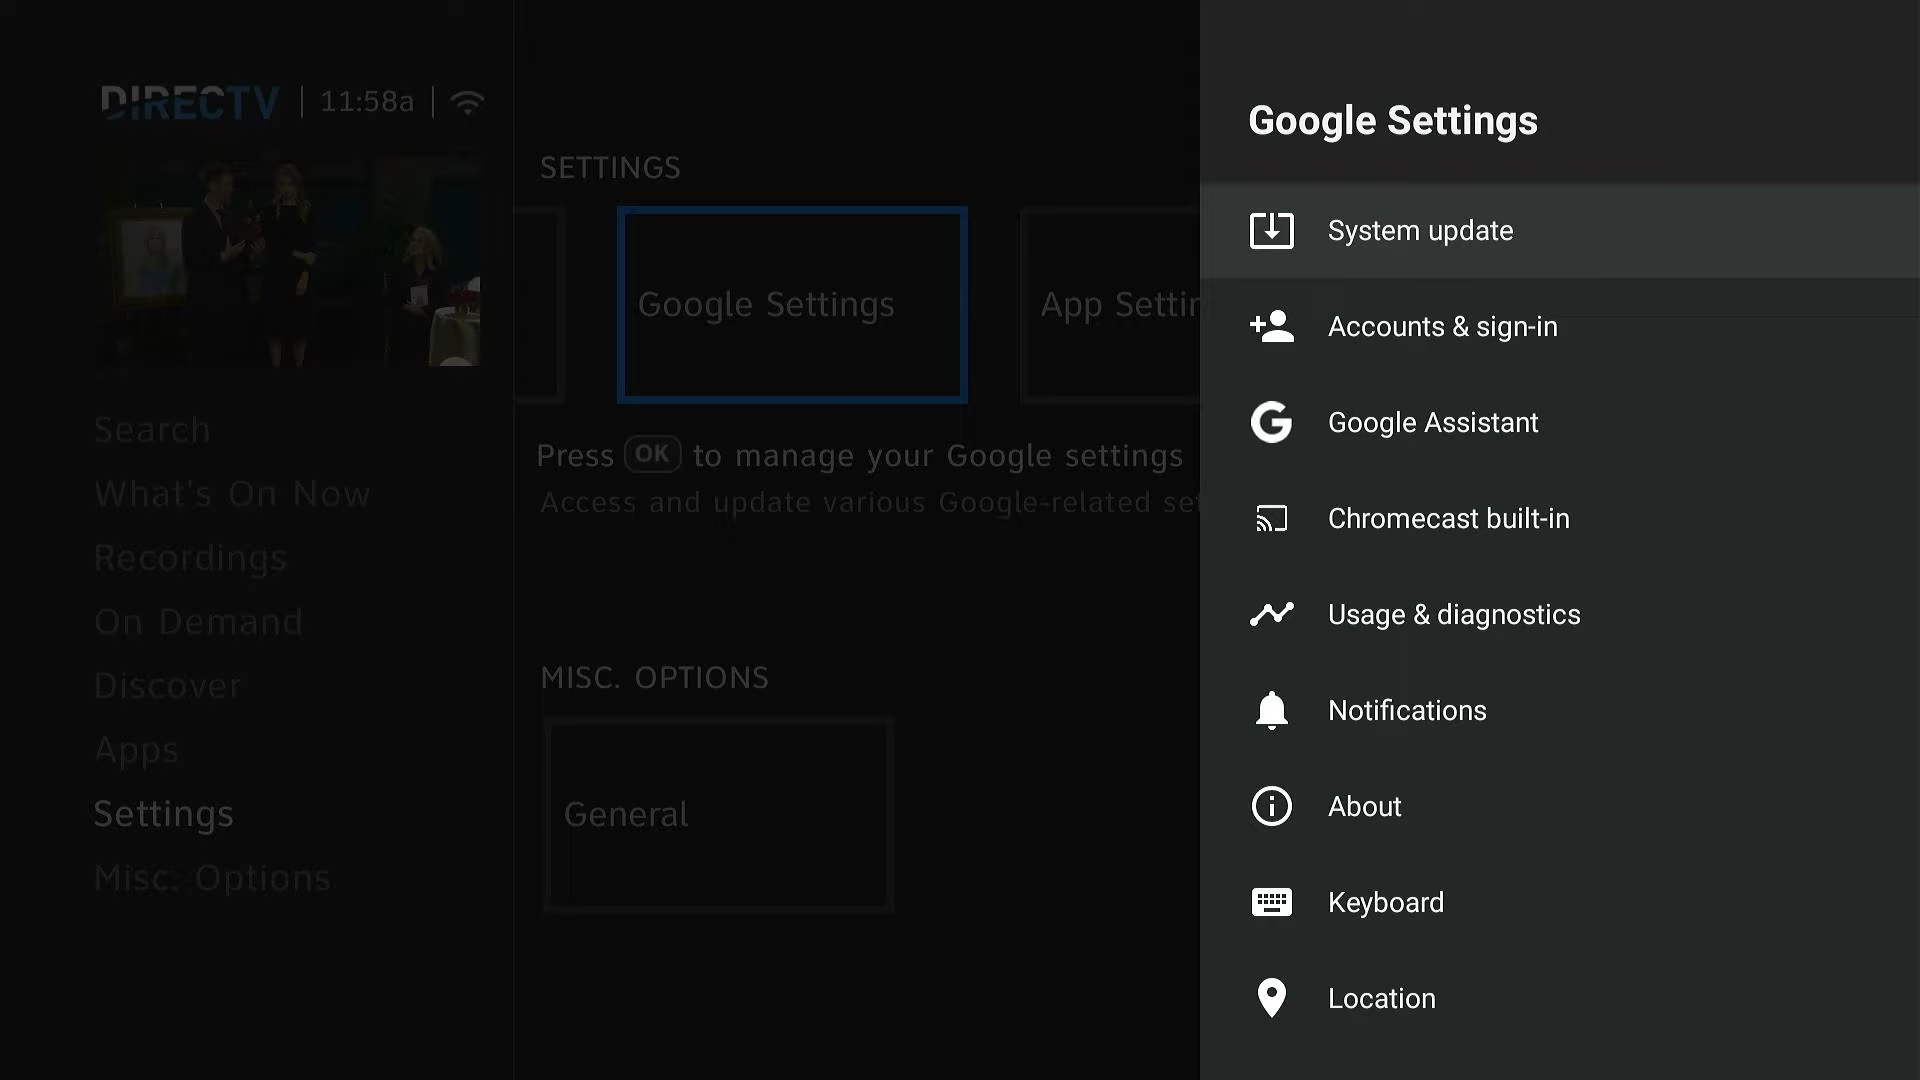 DIRECTV | 11:58a |
Search
What's On Now
Recordings
On Demand
Discover
Apps
Settings
Misc. Options
SETTINGS
Google Settings
App Settin
Press OK to manage your Google settings
Access and update various Google-related set
MISC. OPTIONS
General
Google Settings
System update
Accounts & sign-in
Google Assistant
Chromecast built-in
Usage & diagnostics
Notifications
About
Keyboard
Location